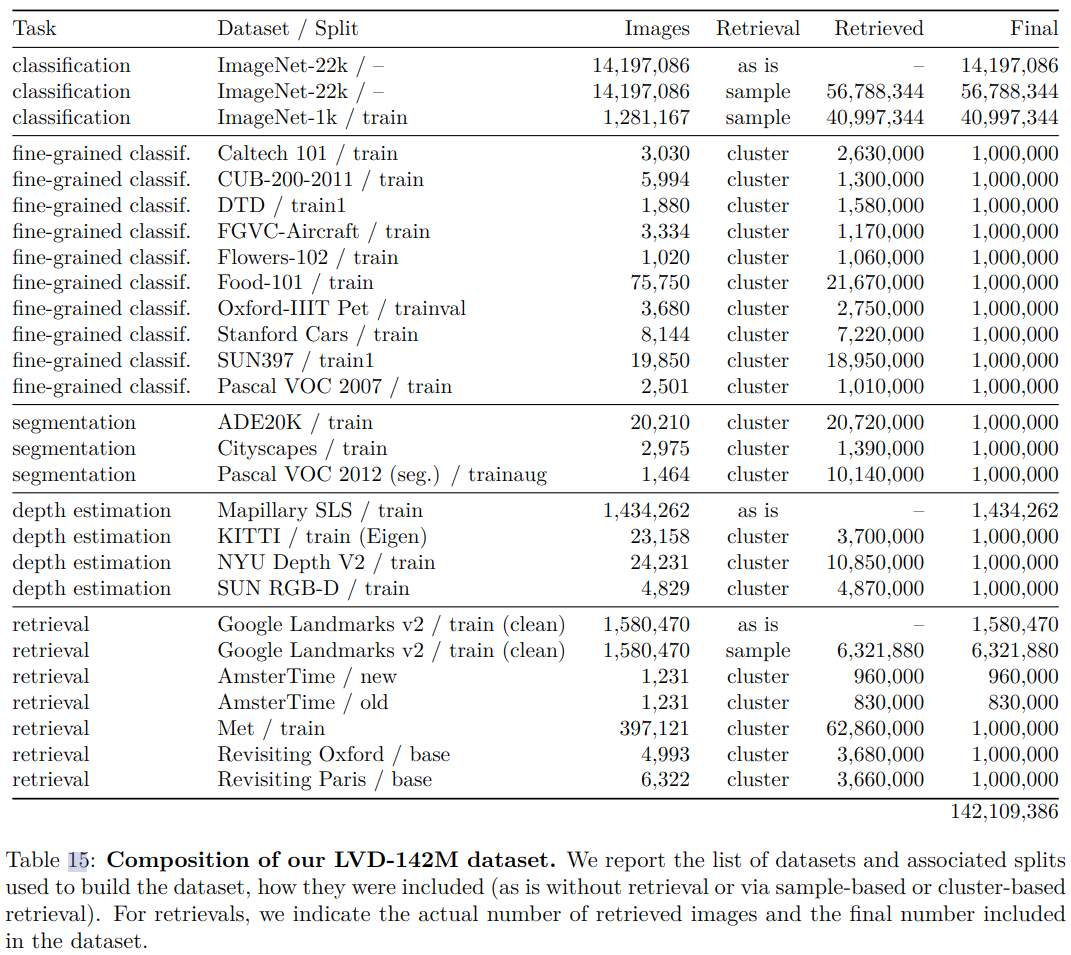 Task Dataset / Split Images Retrieval Retrieved Final
classification ImageNet-22k / – 14,197,086 as is – 14,197,086
classification ImageNet-22k / – 14,197,086 sample 56,788,344 56,788,344
classification ImageNet-1k / train 1,281,167 sample 40,997,344 40,997,344
fine-grained classif. Caltech 101 / train 3,030 cluster 2,630,000 1,000,000
fine-grained classif. CUB-200-2011 / train 5,994 cluster 1,300,000 1,000,000
fine-grained classif. DTD / train1 1,880 cluster 1,580,000 1,000,000
fine-grained classif. FGVC-Aircraft / train 3,334 cluster 1,170,000 1,000,000
fine-grained classif. Flowers-102 / train 1,020 cluster 1,060,000 1,000,000
fine-grained classif. Food-101 / train 75,750 cluster 21,670,000 1,000,000
fine-grained classif. Oxford-IIIT Pet / trainval 3,680 cluster 2,750,000 1,000,000
fine-grained classif. Stanford Cars / train 8,144 cluster 7,220,000 1,000,000
fine-grained classif. SUN397 / train1 19,850 cluster 18,950,000 1,000,000
fine-grained classif. Pascal VOC 2007 / train 2,501 cluster 1,010,000 1,000,000
segmentation ADE20K / train 20,210 cluster 20,720,000 1,000,000
segmentation Cityscapes / train 2,975 cluster 1,390,000 1,000,000
segmentation Pascal VOC 2012 (seg.) / trainaug 1,464 cluster 10,140,000 1,000,000
depth estimation Mapillary SLS / train 1,434,262 as is – 1,434,262
depth estimation KITTI / train (Eigen) 23,158 cluster 3,700,000 1,000,000
depth estimation NYU Depth V2 / train 24,231 cluster 10,850,000 1,000,000
depth estimation SUN RGB-D / train 4,829 cluster 4,870,000 1,000,000
retrieval Google Landmarks v2 / train (clean) 1,580,470 as is – 1,580,470
retrieval Google Landmarks v2 / train (clean) 1,580,470 sample 6,321,880 6,321,880
retrieval AmsterTime / new 1,231 cluster 960,000 960,000
retrieval AmsterTime / old 1,231 cluster 830,000 830,000
retrieval Met / train 397,121 cluster 62,860,000 1,000,000
retrieval Revisiting Oxford / base 4,993 cluster 3,680,000 1,000,000
retrieval Revisiting Paris / base 6,322 cluster 3,660,000 1,000,000
142,109,386
Table 15: Composition of our LVD-142M dataset. We report the list of datasets and associated splits
used to build the dataset, how they were included (as is without retrieval or via sample-based or cluster-based
retrieval). For retrievals, we indicate the actual number of retrieved images and the final number included
in the dataset.